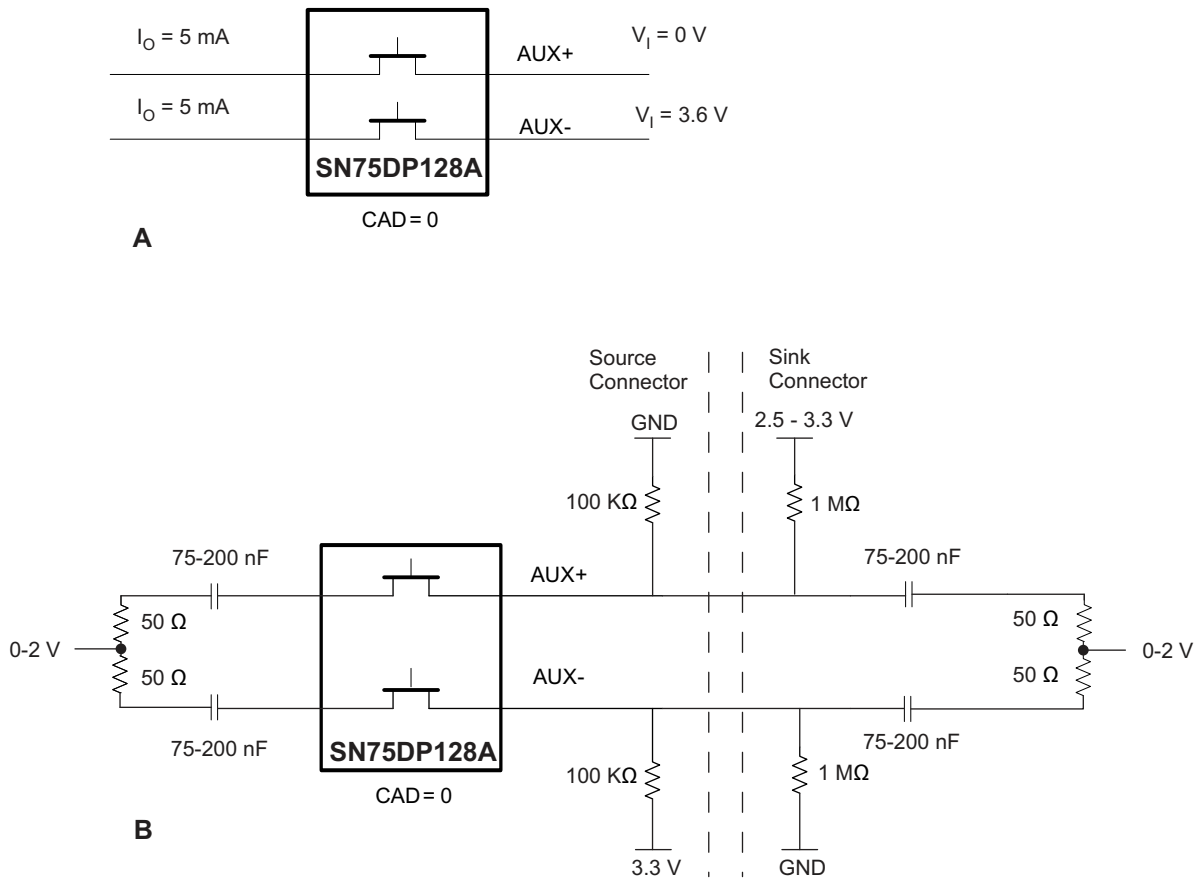 I_O = 5 mA
V_I = 0 V
AUX+
I_O = 5 mA
V_I = 3.6 V
AUX-
SN75DP128A
CAD = 0
A
Source
Connector
Sink
Connector
GND
2.5 - 3.3 V
100 KΩ
1 MΩ
75-200 nF
AUX+
75-200 nF
50 Ω
50 Ω
0-2 V
0-2 V
50 Ω
AUX-
50 Ω
75-200 nF
75-200 nF
SN75DP128A
100 KΩ
1 MΩ
CAD = 0
B
3.3 V
GND